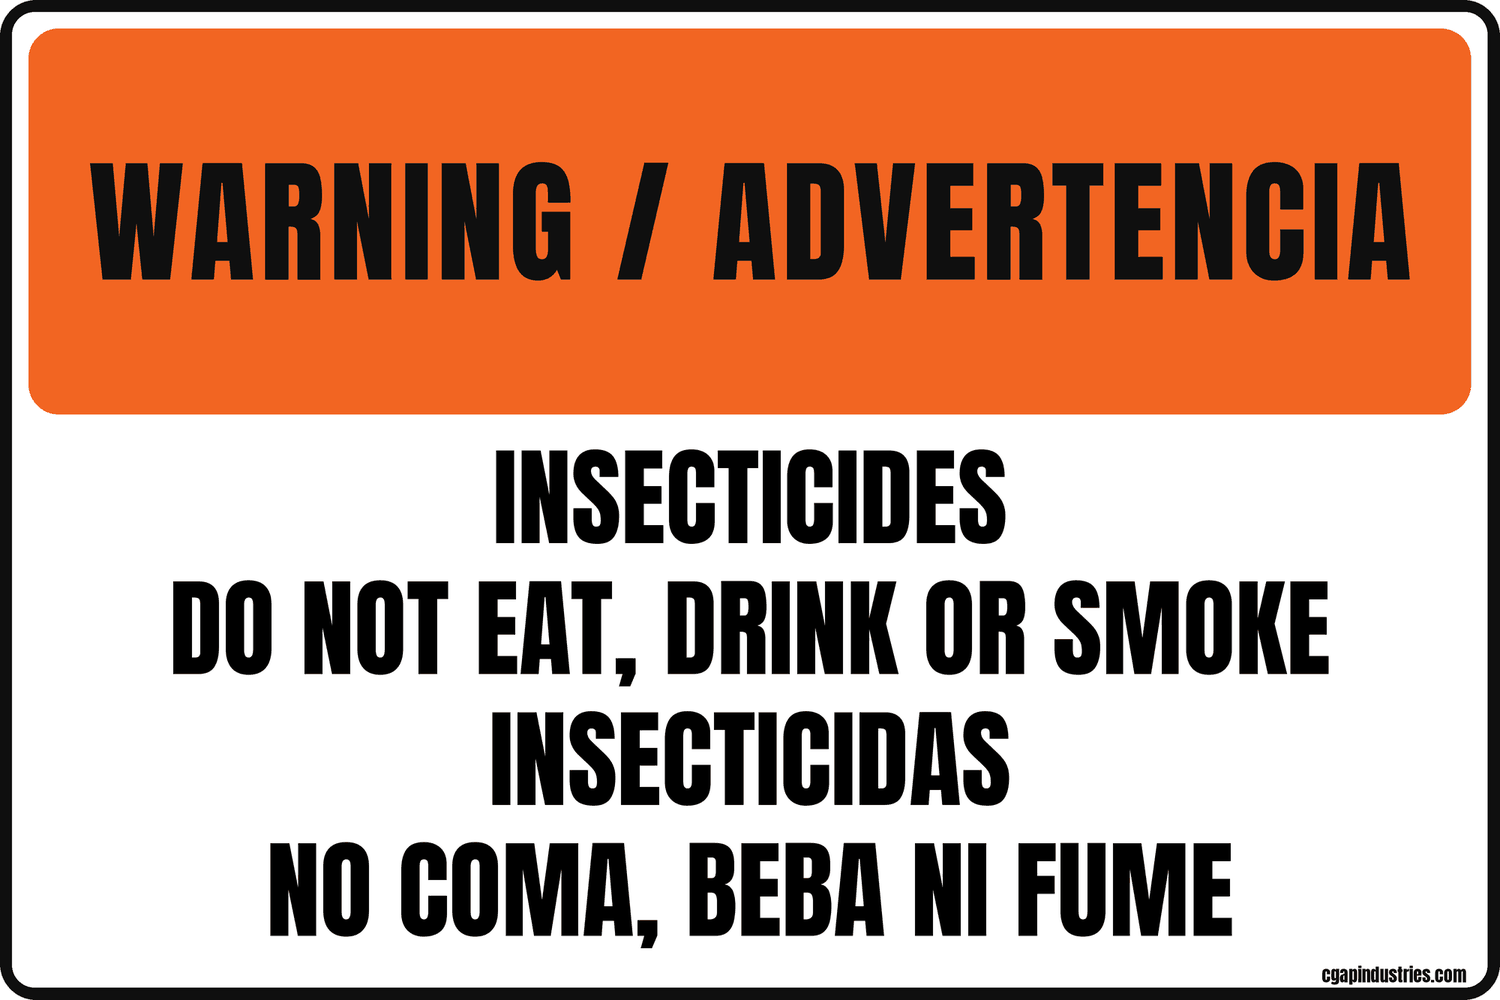 WARNING / ADVERTENCIA
INSECTICIDES
DO NOT EAT, DRINK OR SMOKE
INSECTICIDAS
NO COMA, BEBA NI FUME
cgapindustries.com